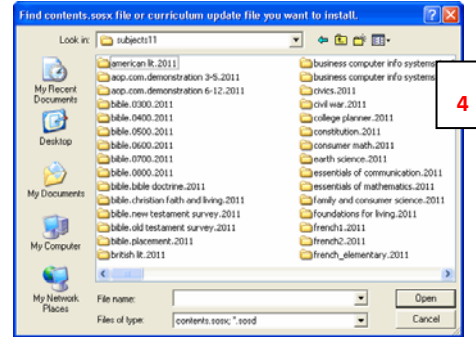 Find contents.sosx file or curriculum update file you want to install.
Look in: subjects11
My Recent Documents
Desktop
My Documents
My Computer
My Network Places
american lit.2011
aop.com.demonstration 3-5.2011
aop.com.demonstration 6-12.2011
bible.0300.2011
bible.0400.2011
bible.0500.2011
bible.0600.2011
bible.0700.2011
bible.0800.2011
bible.bible doctrine.2011
bible.christian faith and living.2011
bible.new testament survey.2011
bible.old testament survey.2011
bible.placement.2011
british lit.2011
business computer info systems
business computer info systems
civics.2011
civil war.2011
college planner.2011
constitution.2011
consumer math.2011
earth science.2011
essentials of communication.2011
essentials of mathematics.2011
family and consumer science.2011
foundations for living.2011
french1.2011
french2.2011
french_elementary.2011
4
File name:
Open
Files of type: contents.sosx; *.sosd
Cancel